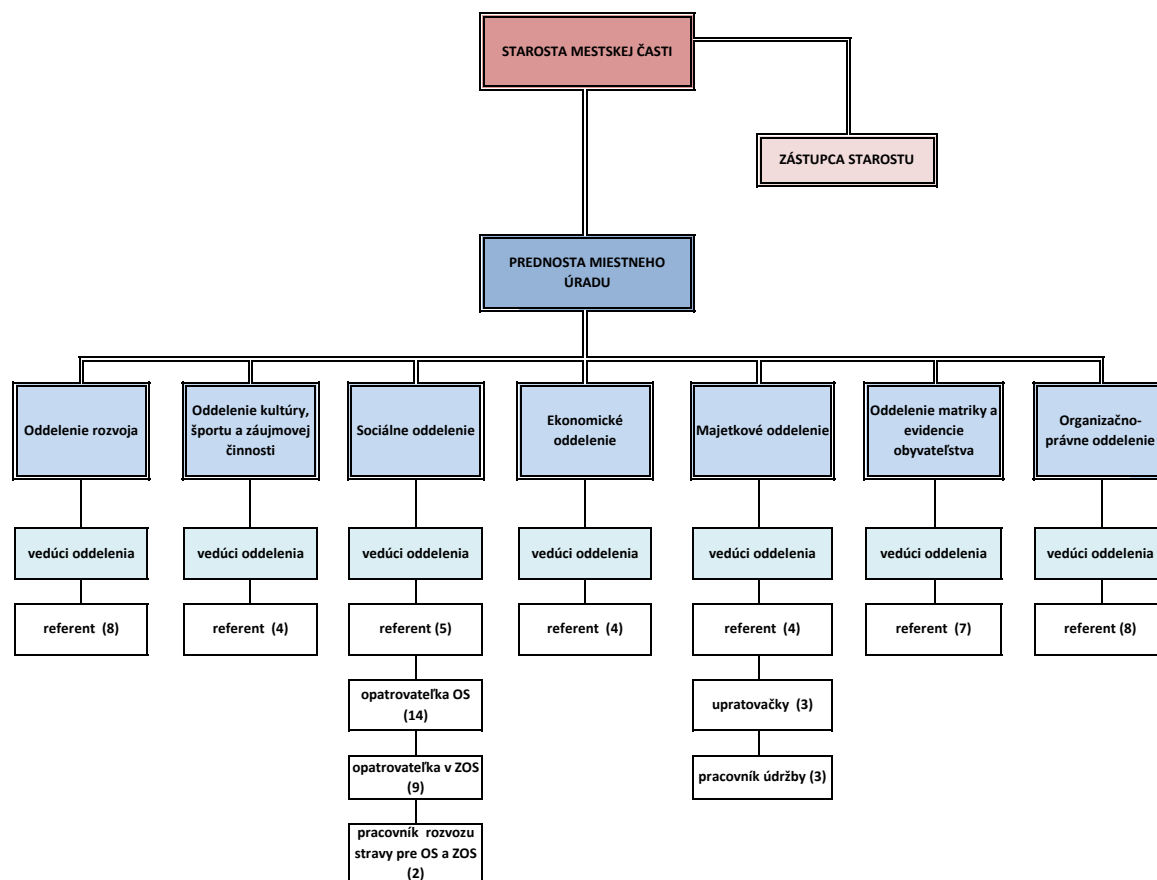 STAROSTA MESTSKEJ ČASTI
ZÁSTUPCA STAROSTU
PREDNOSTA MIESTNEHO
ÚRADU
Oddelenie rozvoja
Oddelenie kultúry,
športu a záujmovej
činnosti
Sociálne oddelenie
Ekonomické
oddelenie
Majetkové oddelenie
Oddelenie matriky a
evidencie
obyvateľstva
Organizačno-
právne oddelenie
vedúci oddelenia
vedúci oddelenia
vedúci oddelenia
vedúci oddelenia
vedúci oddelenia
vedúci oddelenia
vedúci oddelenia
referent (8)
referent (4)
referent (5)
referent (4)
referent (4)
referent (7)
referent (8)
opatrovateľka OS
(14)
upratovačky (3)
opatrovateľka v ZOS
(9)
pracovník údržby (3)
pracovník rozvozu
stravy pre OS a ZOS
(2)